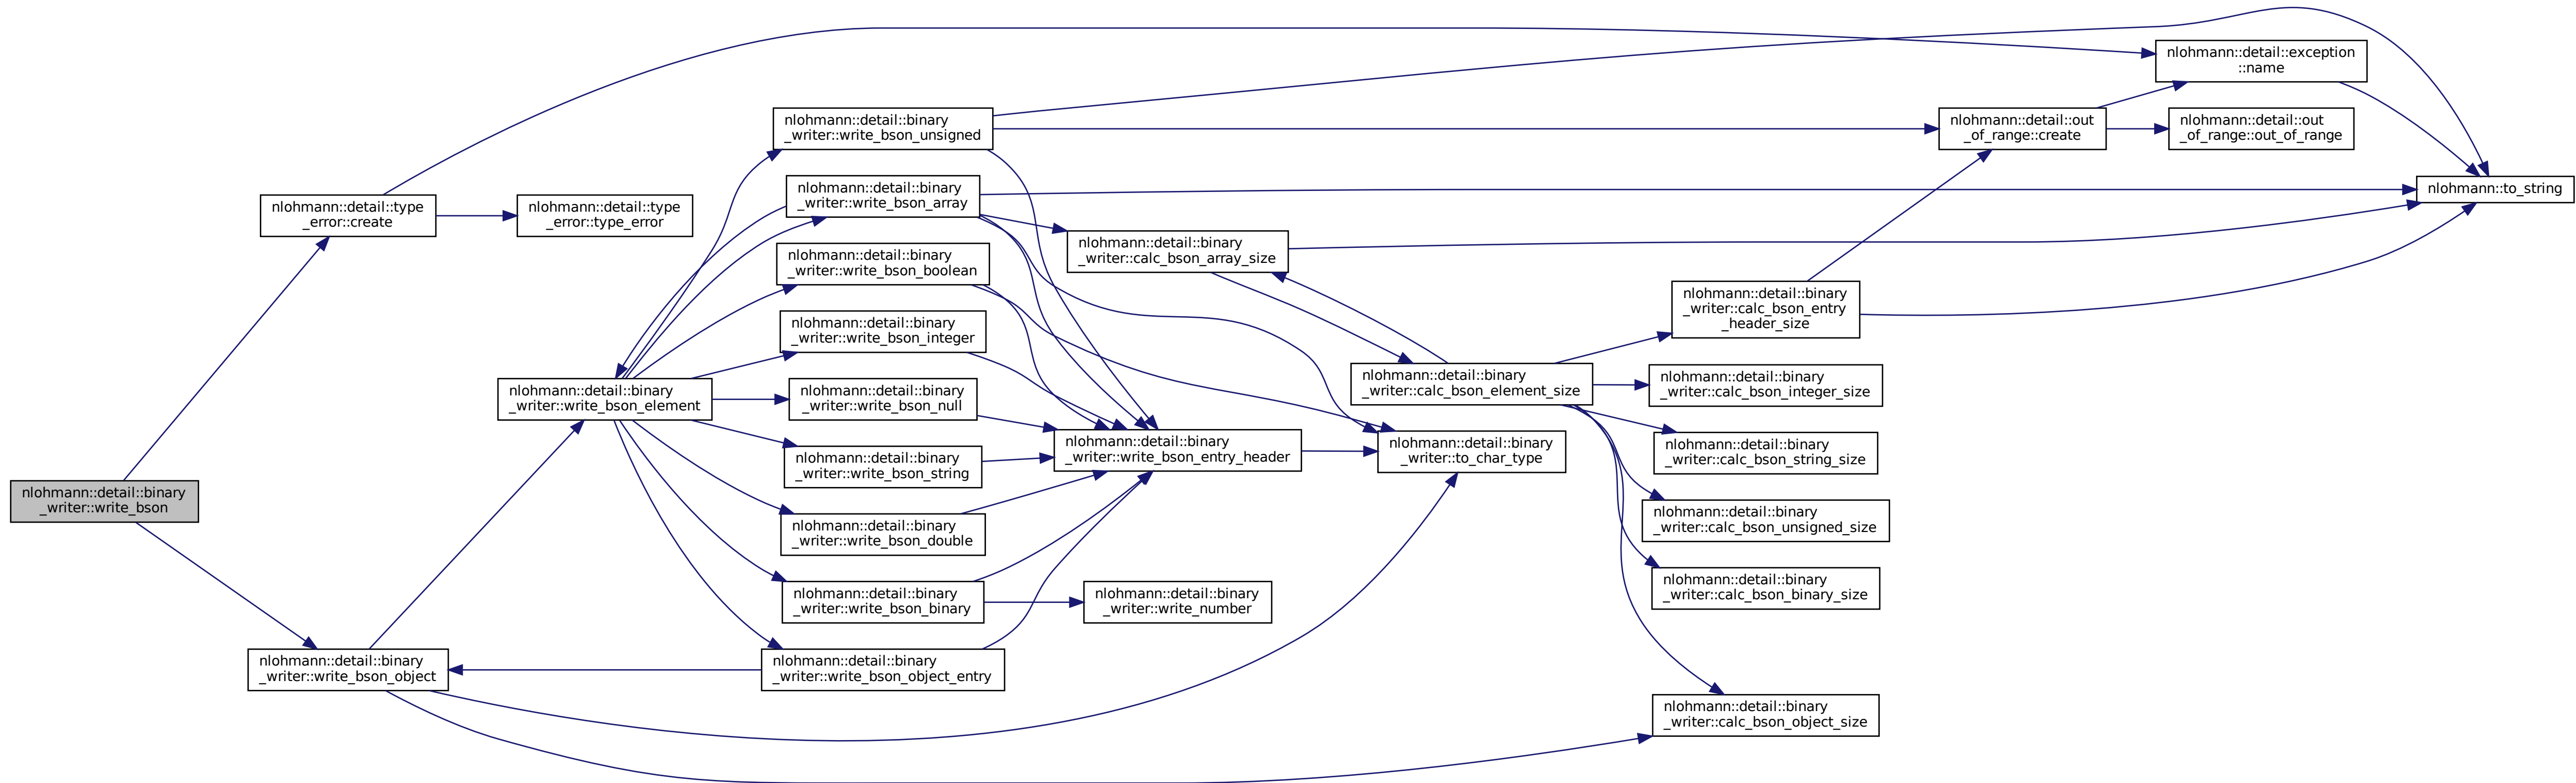 nlohmann::detail::binary
_writer::write_bson
nlohmann::detail::type
_error::create
nlohmann::detail::binary
_writer::write_bson_object
nlohmann::detail::type
_error::type_error
nlohmann::detail::binary
_writer::write_bson_element
nlohmann::detail::binary
_writer::write_bson_unsigned
nlohmann::detail::binary
_writer::write_bson_array
nlohmann::detail::binary
_writer::write_bson_boolean
nlohmann::detail::binary
_writer::write_bson_integer
nlohmann::detail::binary
_writer::write_bson_null
nlohmann::detail::binary
_writer::write_bson_string
nlohmann::detail::binary
_writer::write_bson_double
nlohmann::detail::binary
_writer::write_bson_binary
nlohmann::detail::binary
_writer::write_bson_object_entry
nlohmann::detail::binary
_writer::calc_bson_array_size
nlohmann::detail::binary
_writer::write_bson_entry_header
nlohmann::detail::binary
_writer::write_number
nlohmann::detail::binary
_writer::calc_bson_element_size
nlohmann::detail::binary
_writer::to_char_type
nlohmann::detail::binary
_writer::calc_bson_entry
_header_size
nlohmann::detail::binary
_writer::calc_bson_integer_size
nlohmann::detail::binary
_writer::calc_bson_string_size
nlohmann::detail::binary
_writer::calc_bson_unsigned_size
nlohmann::detail::binary
_writer::calc_bson_binary_size
nlohmann::detail::binary
_writer::calc_bson_object_size
nlohmann::detail::out
_of_range::create
nlohmann::detail::exception
::name
nlohmann::detail::out
_of_range::out_of_range
nlohmann::to_string